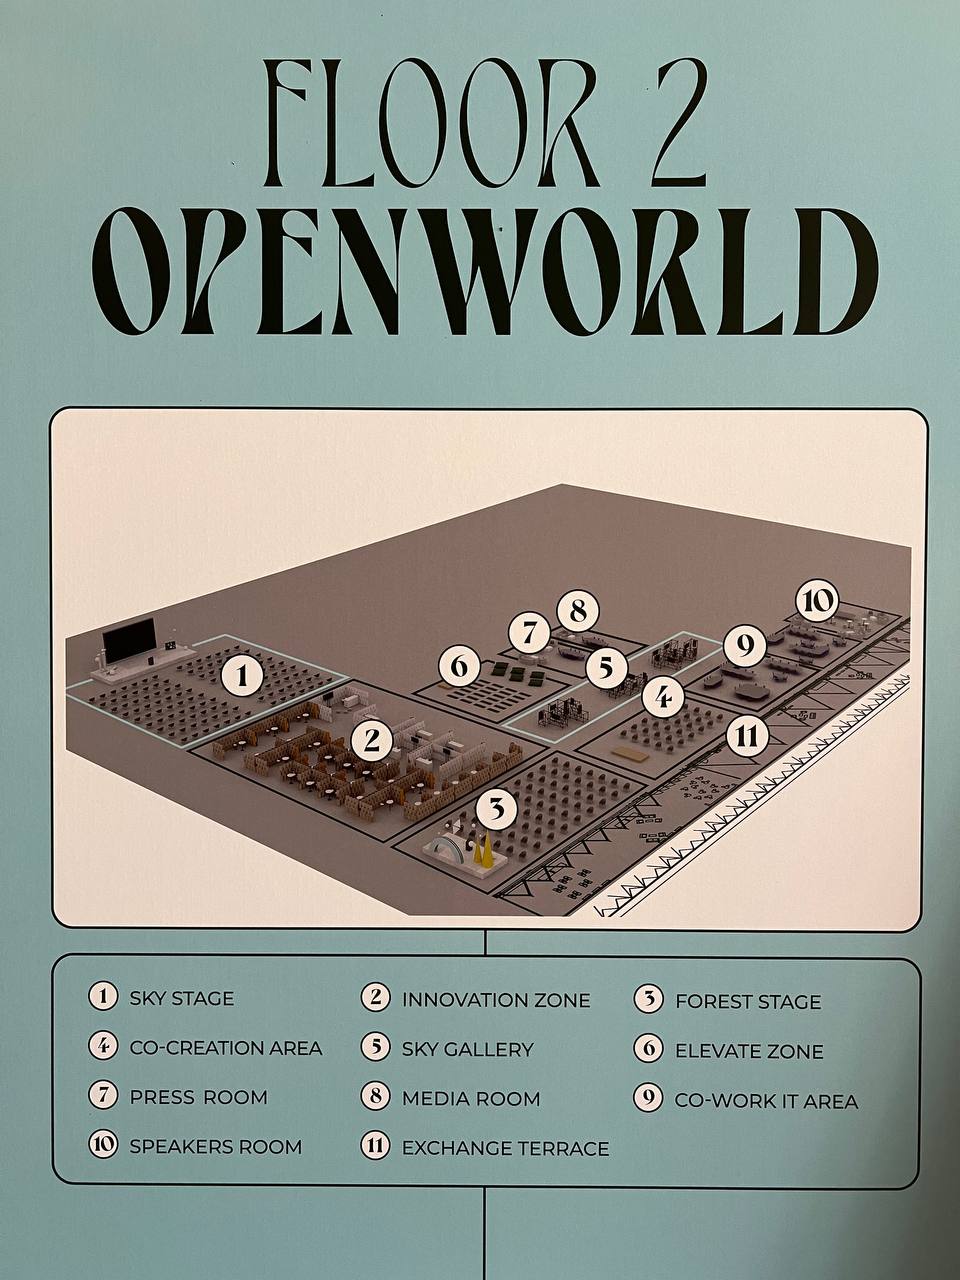 FLOOR 2
OPENWORLD
10
8
7
9
6
5
1
4
11
2
3
1 SKY STAGE
2 INNOVATION ZONE
3 FOREST STAGE
4 CO-CREATION AREA
5 SKY GALLERY
6 ELEVATE ZONE
7 PRESS ROOM
8 MEDIA ROOM
9 CO-WORK IT AREA
10 SPEAKERS ROOM
11 EXCHANGE TERRACE